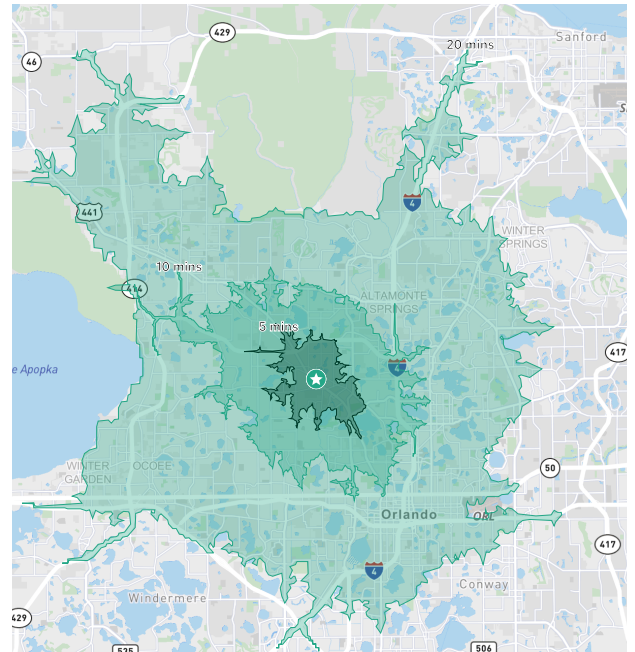 20 mins
Sanford
429
46
S
4
441
WINTER
SPRINGS
10 mins
414
ALTAMONTE
SPRINGS
5 mins
417
e Apopka
4
WINTER
GARDEN
OCOEE
50
Orlando
ORL
417
4
Conway
Windermere
429
535
506